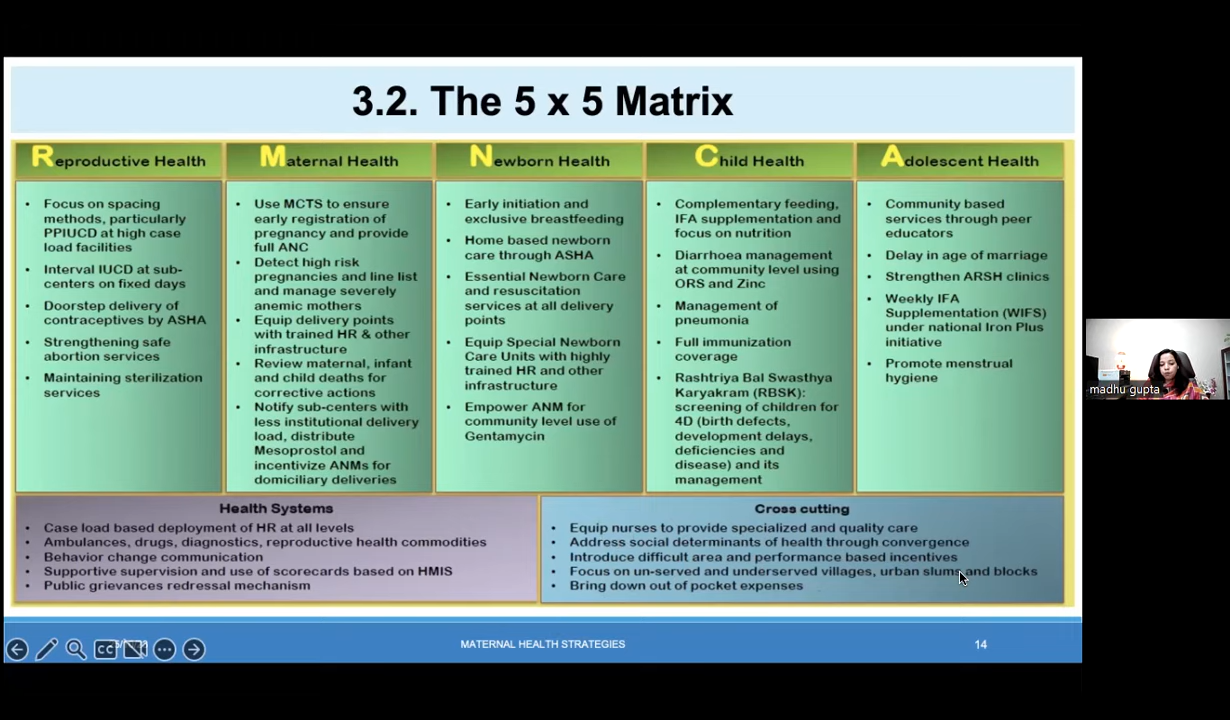 3.2. The 5 x 5 Matrix
Reproductive Health
• Focus on spacing
methods, particularly
PPIUCD at high case
load facilities
• Interval IUCD at sub-
centers on fixed days
• Doorstep delivery of
contraceptives by ASHA
• Strengthening safe
abortion services
• Maintaining sterilization
services
Maternal Health
• Use MCTS to ensure
early registration of
pregnancy and provide
full ANC
• Detect high risk
pregnancies and line list
and manage severely
anemic mothers
• Equip delivery points
with trained HR & other
infrastructure
• Review maternal, infant
and child deaths for
corrective actions
• Notify sub-centers with
less institutional delivery
load, distribute
Mesoprostol and
incentivize ANMs for
domiciliary deliveries
Newborn Health
• Early initiation and
exclusive breastfeeding
• Home based newborn
care through ASHA
• Essential Newborn Care
and resuscitation
services at all delivery
points
• Equip Special Newborn
Care Units with highly
trained HR and other
infrastructure
• Empower ANM for
community level use of
Gentamycin
Child Health
• Complementary feeding,
IFA supplementation and
focus on nutrition
• Diarrhoea management
at community level using
ORS and Zinc
• Management of
pneumonia
• Full immunization
coverage
• Rashtriya Bal Swasthya
Karyakram (RBSK):
screening of children for
4D (birth defects,
development delays,
deficiencies and
disease) and its
management
Adolescent Health
• Community based
services through peer
educators
• Delay in age of marriage
• Strengthen ARSH clinics
• Weekly IFA
Supplementation (WIFS)
under national Iron Plus
initiative
• Promote menstrual
hygiene
Health Systems
• Case load based deployment of HR at all levels
• Ambulances, drugs, diagnostics, reproductive health commodities
• Behavior change communication
• Supportive supervision and use of scorecards based on HMIS
• Public grievances redressal mechanism
Cross cutting
• Equip nurses to provide specialized and quality care
• Address social determinants of health through convergence
• Introduce difficult area and performance based incentives
• Focus on un-served and underserved villages, urban slums and blocks
• Bring down out of pocket expenses
madhu gupta
CC
MATERNAL HEALTH STRATEGIES
14